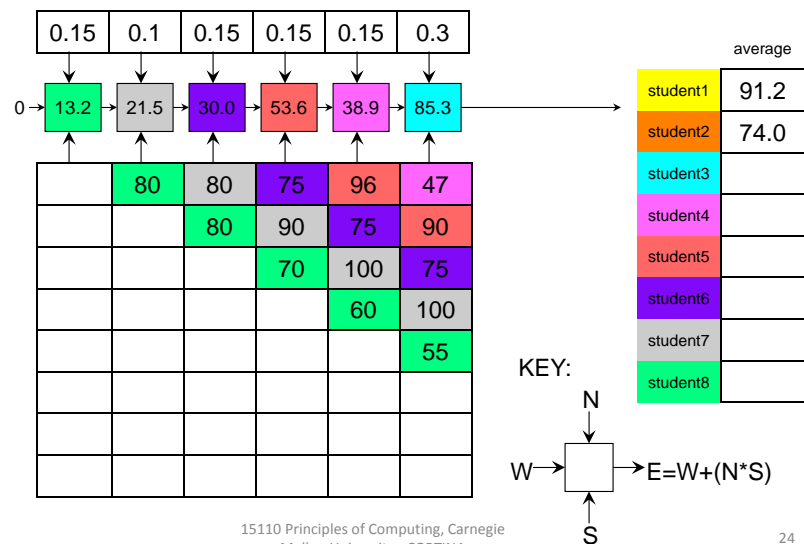 0.15 0.1 0.15 0.15 0.15 0.3
average
0 13.2 21.5 30.0 53.6 38.9 85.3
student1 91.2
student2 74.0
student3
student4
student5
student6
student7
student8
80 80 75 96 47
80 90 75 90
70 100 75
60 100
55
KEY:
N
W E=W+(N*S)
S
15110 Principles of Computing, Carnegie
24